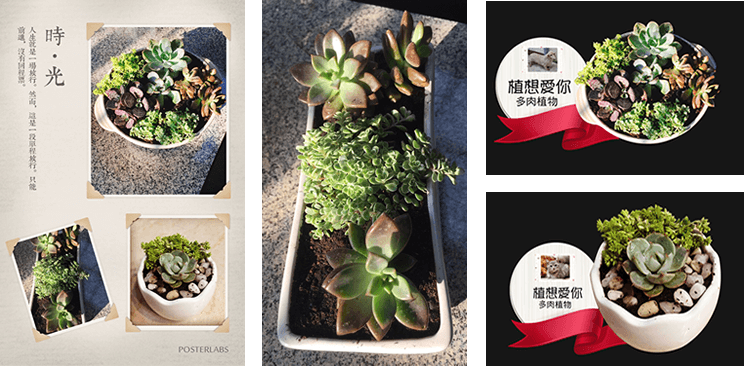 時·光
人生就是一場旅行。然而，這是一段單程旅行，只能
前進，沒有回程票。
POSTERLABS
植想愛你
多肉植物
植想愛你
多肉植物